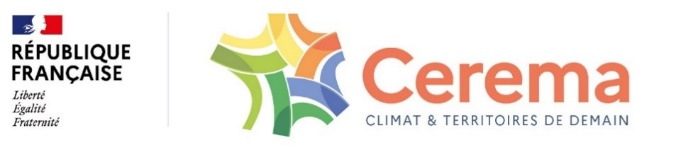 RÉPUBLIQUE
FRANÇAISE
Liberté
Égalité
Fraternité
Cerema
CLIMAT & TERRITOIRES DE DEMAIN